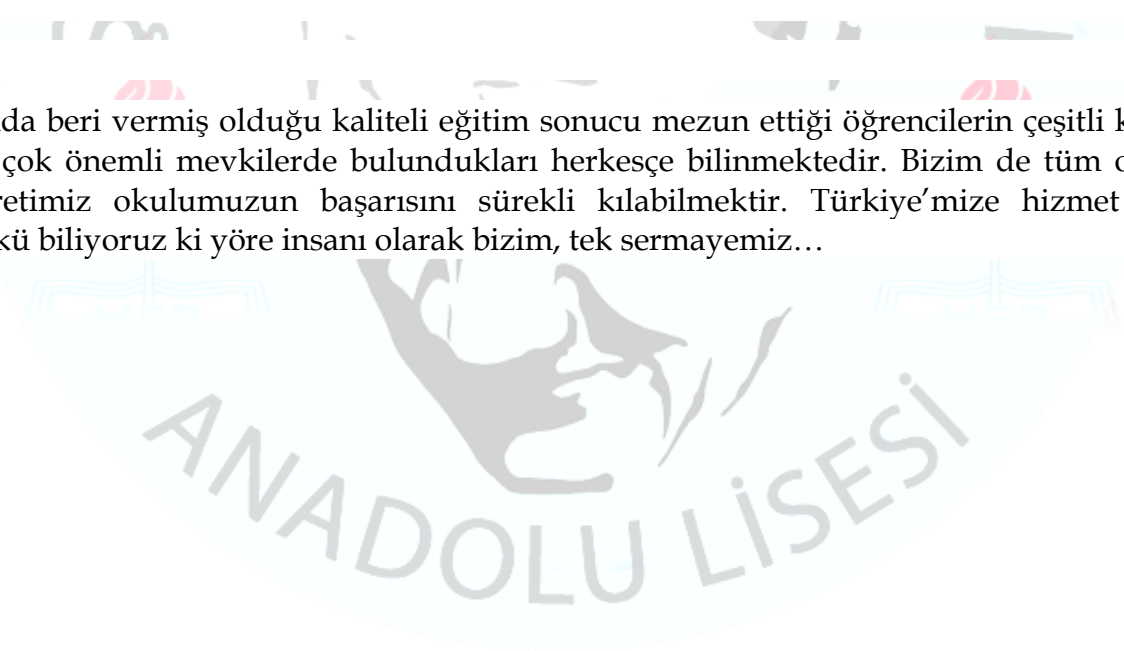 da beri vermiş olduğu kaliteli eğitim sonucu mezun ettiği öğrencilerin çeşitli
çok önemli mevkilerde bulundukları herkesçe bilinmektedir. Bizim de tüm
retimiz okulumuzun başarısını sürekli kılabilmektir. Türkiye’mize hizmet
kü biliyoruz ki yöre insanı olarak bizim, tek sermayemiz…
ANADOLU LİSESİ